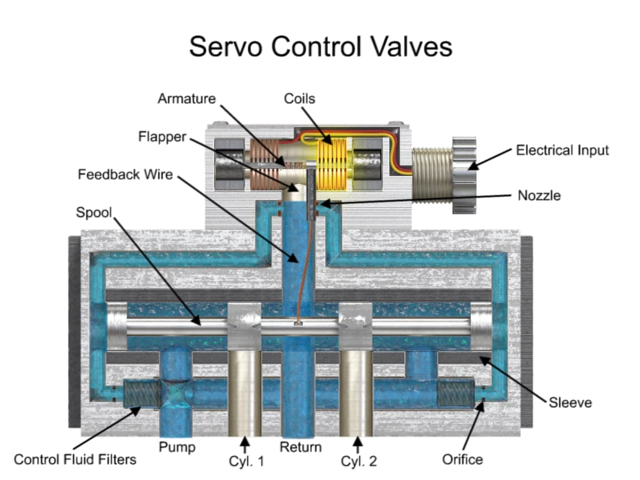 Servo Control Valves
Armature
Coils
Flapper
Electrical Input
Feedback Wire
Nozzle
Spool
Sleeve
Control Fluid Filters
Pump
Cyl. 1
Return
Cyl. 2
Orifice